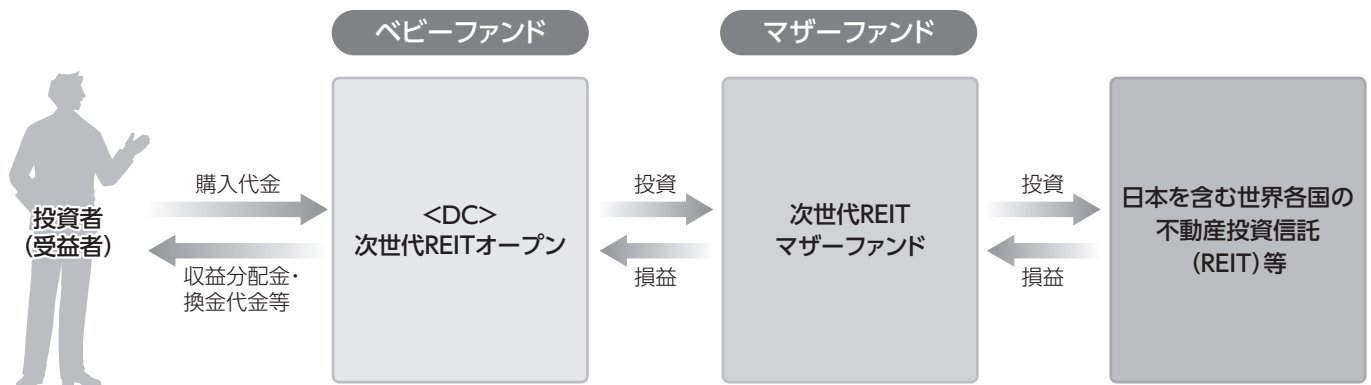 ベビーファンド
マザーファンド
投資者
(受益者)
購入代金
収益分配金・
換金代金等
<DC>
次世代REITオープン
投資
損益
次世代REIT
マザーファンド
投資
損益
日本を含む世界各国の
不動産投資信託
(REIT)等